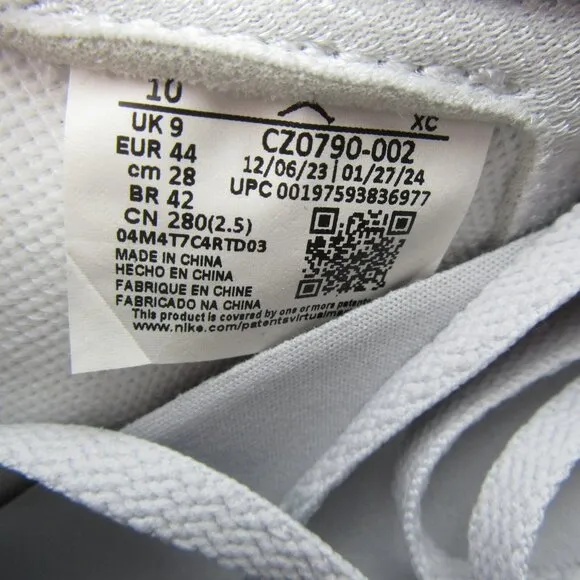 10
XC
UK 9
EUR 44
cm 28
BR 42
CN 280(2.5)
04M4T7C4RTD03
CZ0790-002
12/06/23 | 01/27/24
UPC 00197593836977
MADE IN CHINA
HECHO EN CHINA
FABRIQUE EN CHINE
FABRICADO NA CHINA
This product is covered by one or more patents
www.nike.com/patentsvirtualmar